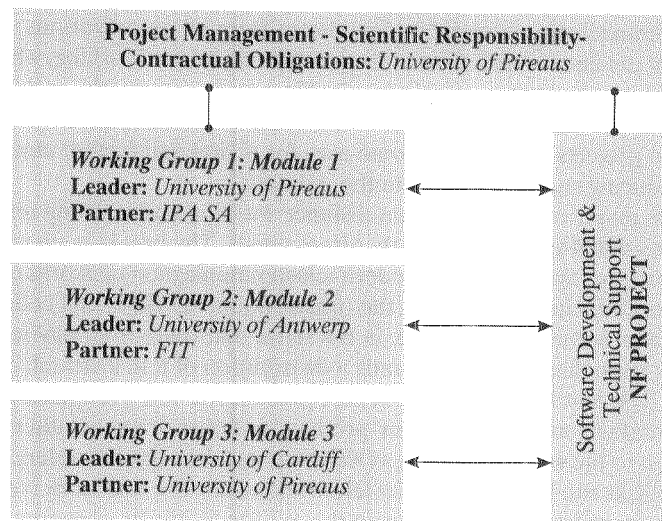 Project Management - Scientific Responsibility-
Contractual Obligations: University of Pireaus
Working Group 1: Module 1
Leader: University of Pireaus
Partner: IPA SA
Working Group 2: Module 2
Leader: University of Antwerp
Partner: FIT
Working Group 3: Module 3
Leader: University of Cardiff
Partner: University of Pireaus
Software Development &
Technical Support
NF PROJECT